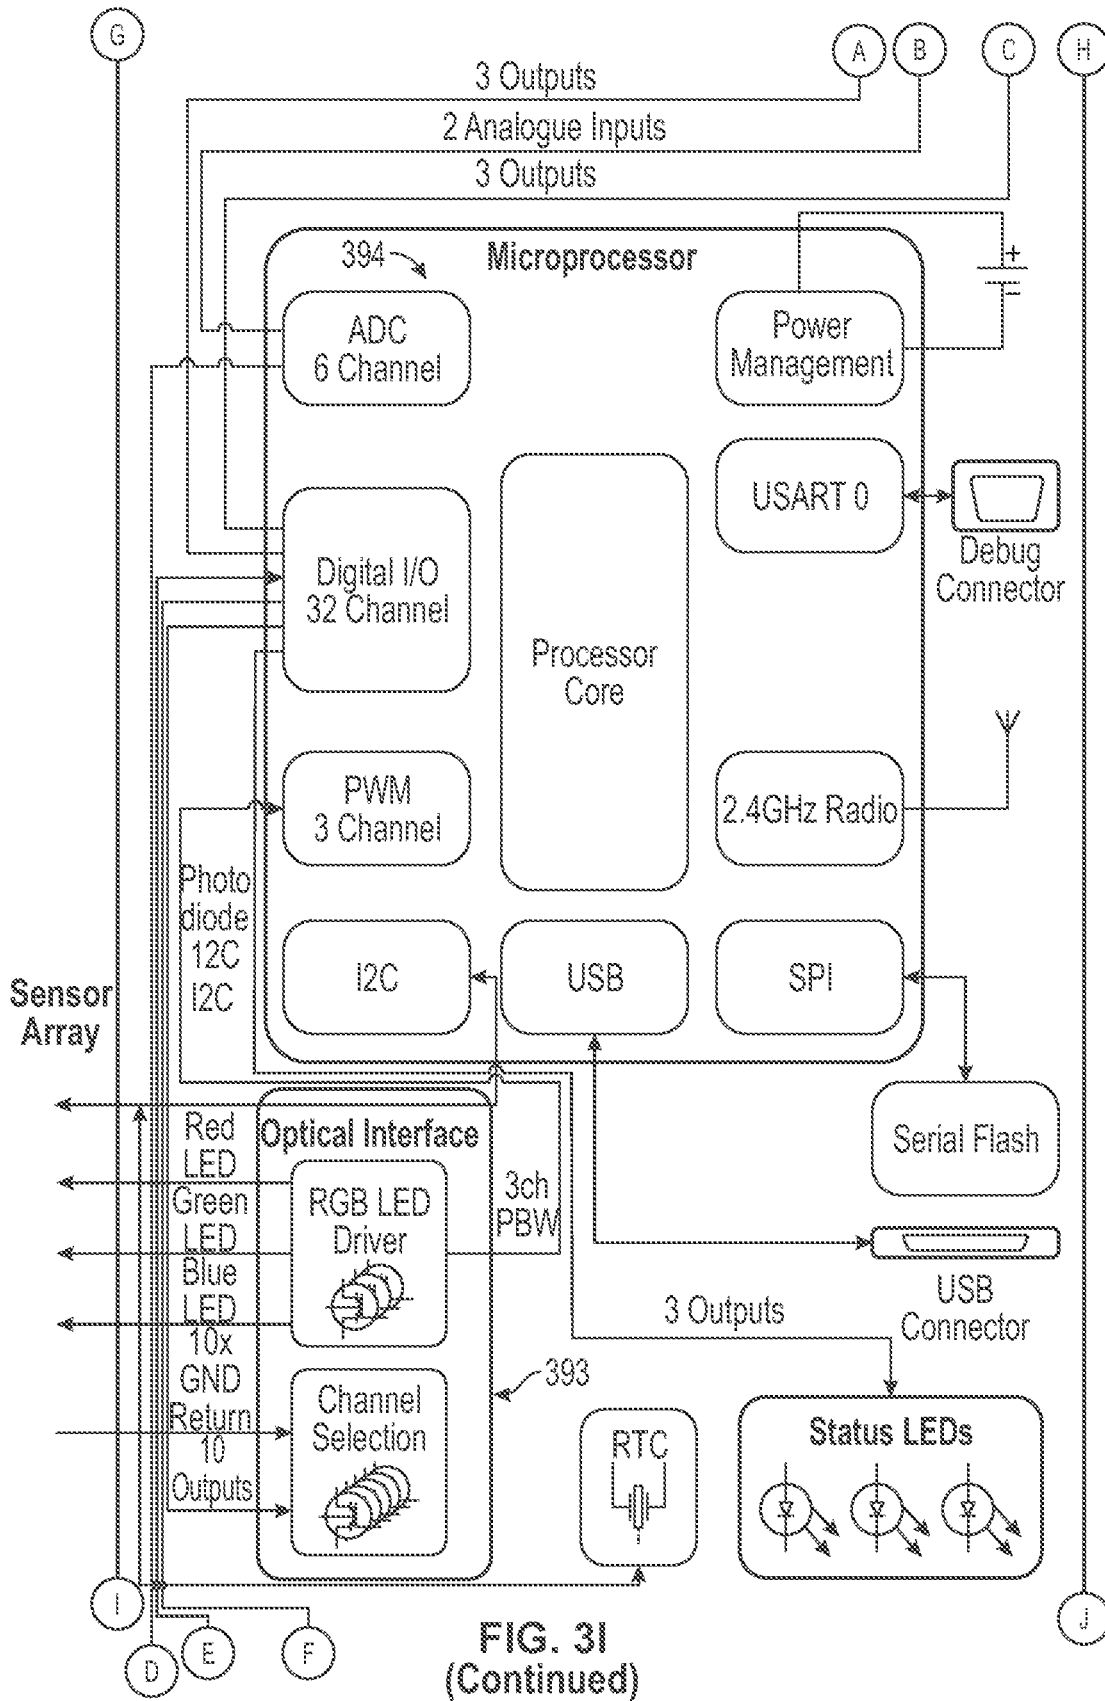 G
A
B
C
H
3 Outputs
2 Analogue Inputs
3 Outputs
394
Microprocessor
+
–
ADC
6 Channel
Power
Management
USART 0
Debug
Connector
Digital I/O
32 Channel
Processor
Core
PWM
3 Channel
2.4GHz Radio
Photo
diode
12C
I2C
I2C
USB
SPI
Sensor
Array
Red
LED
Green
LED
Blue
LED
10x
GND
Return
10
Outputs
Optical Interface
RGB LED
Driver
3ch
PBW
Serial Flash
USB
Connector
3 Outputs
393
Channel
Selection
RTC
Status LEDs
I
D
E
F
J
FIG. 3I
(Continued)